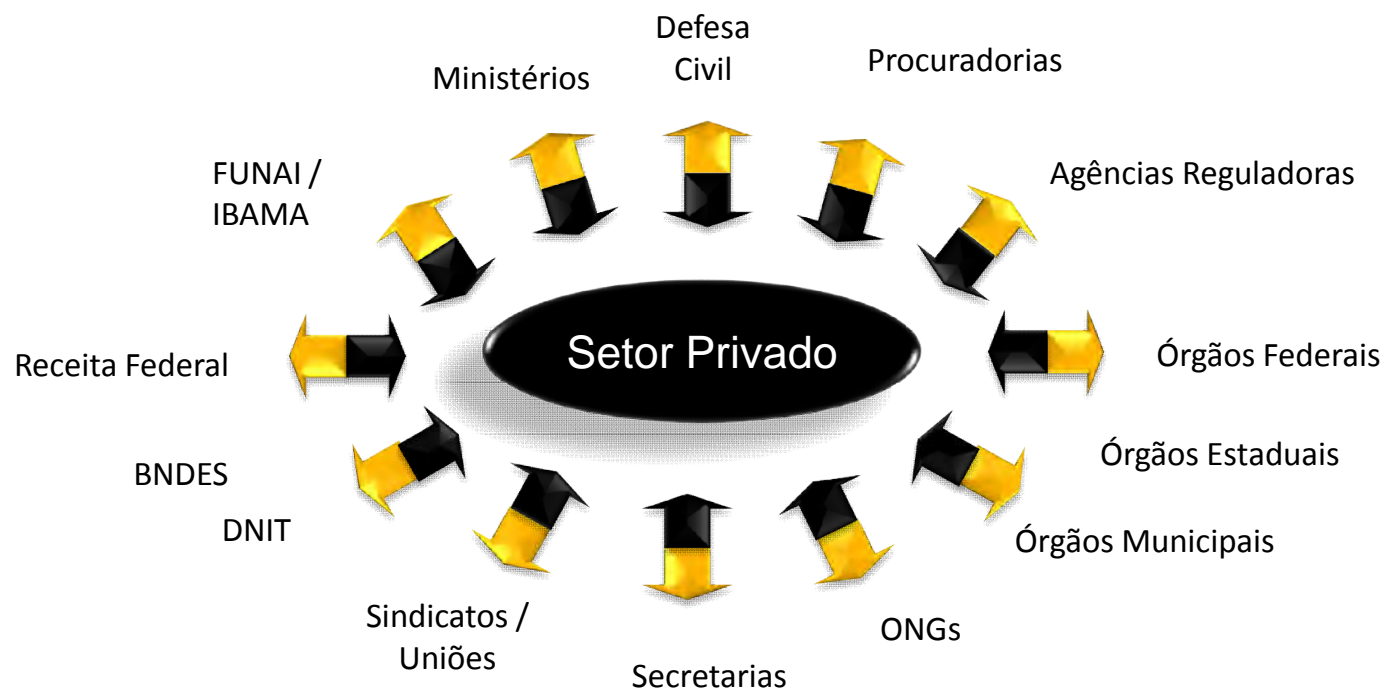 Defesa
Civil
Ministérios
Procuradorias
FUNAI /
IBAMA
Agências Reguladoras
Setor Privado
Receita Federal
Órgãos Federais
BNDES
Órgãos Estaduais
DNIT
Órgãos Municipais
Sindicatos /
Uniões
ONGs
Secretarias